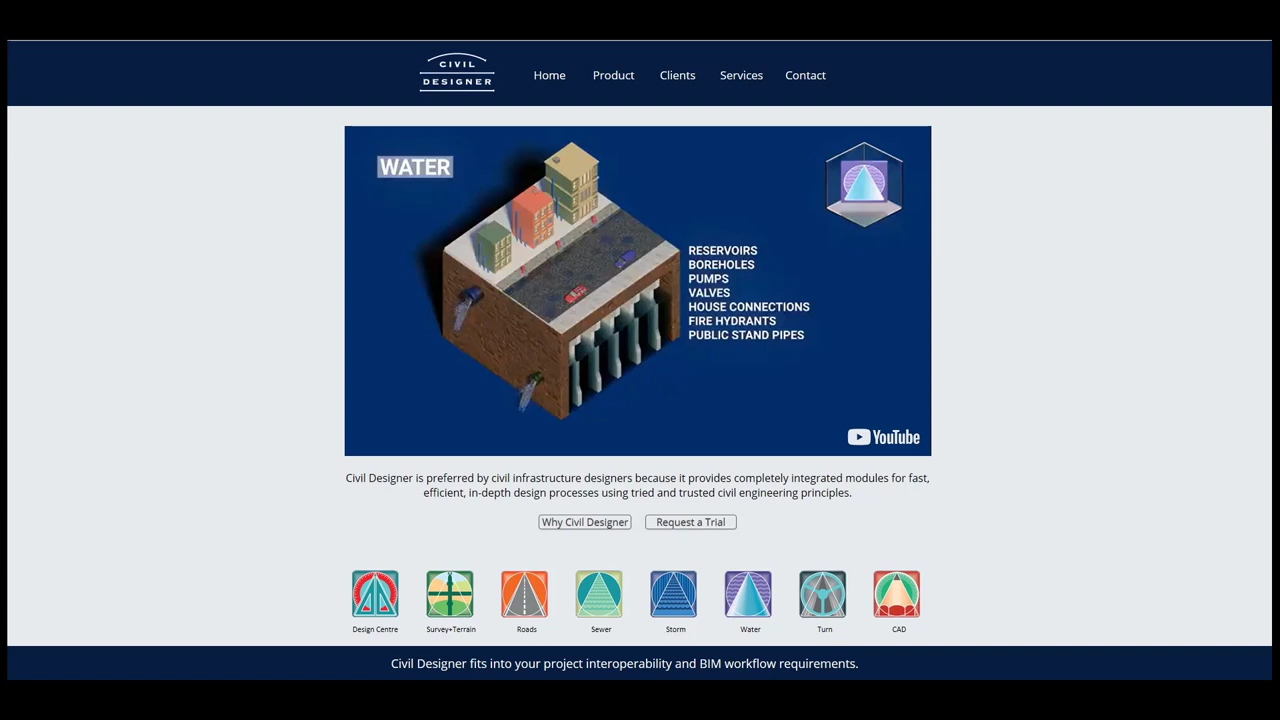 CIVIL
DESIGNER
Home Product Clients Services Contact
WATER
RESERVOIRS
BOREHOLES
PUMPS
VALVES
HOUSE CONNECTIONS
FIRE HYDRANTS
PUBLIC STAND PIPES
YouTube
Civil Designer is preferred by civil infrastructure designers because it provides completely integrated modules for fast,
efficient, in-depth design processes using tried and trusted civil engineering principles.
Why Civil Designer Request a Trial
Design Centre Survey+Terrain Roads Sewer Storm Water Turn CAD
Civil Designer fits into your project interoperability and BIM workflow requirements.